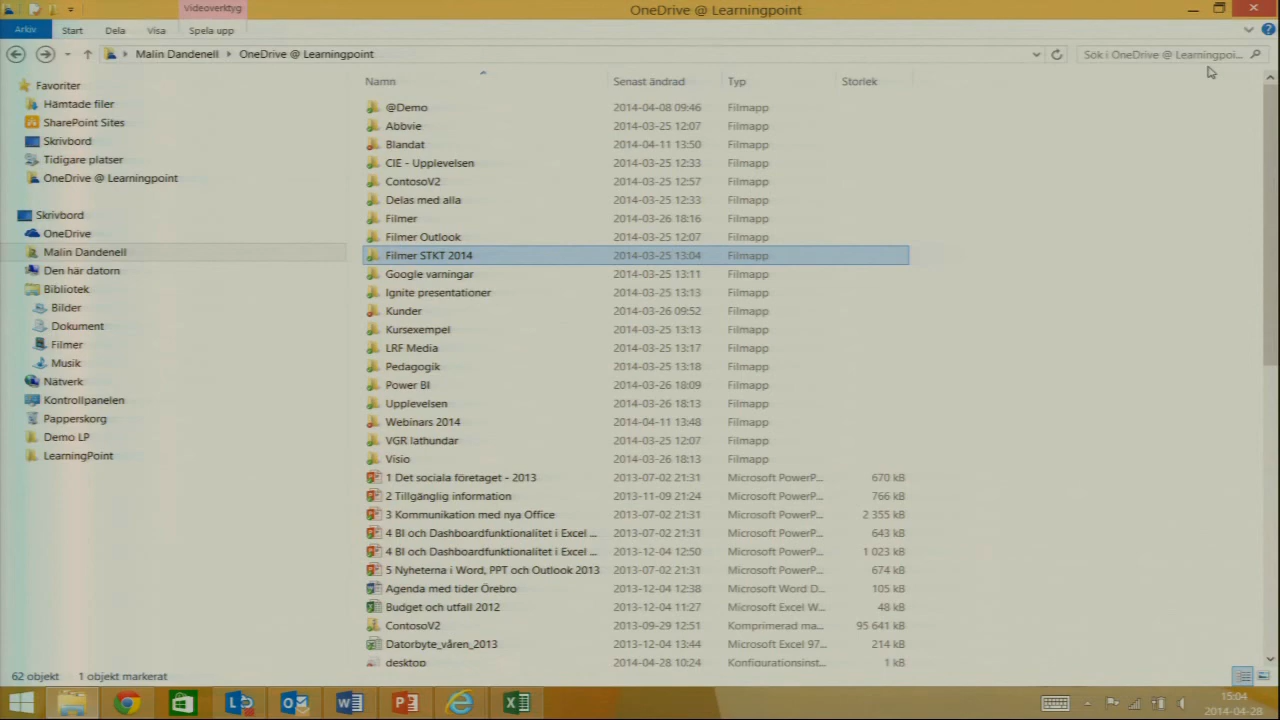 Videoverktyg
OneDrive @ Learningpoint
Arkiv Start Dela Visa Spela upp
Malin Dandenell OneDrive @ Learningpoint Sök i OneDrive @ Learningpoi...
Namn Senast ändrad Typ Storlek
Favoriter
Hämtade filer
SharePoint Sites
Skrivbord
Tidigare platser
OneDrive @ Learningpoint
Skrivbord
OneDrive
Malin Dandenell
Den här datorn
Bibliotek
Bilder
Dokument
Filmer
Musik
Nätverk
Kontrollpanelen
Papperskorg
Demo LP
LearningPoint
@Demo 2014-04-08 09:46 Filmapp
Abbvie 2014-03-25 12:07 Filmapp
Blandat 2014-04-11 13:50 Filmapp
CIE - Upplevelsen 2014-03-25 12:33 Filmapp
ContosoV2 2014-03-25 12:57 Filmapp
Delas med alla 2014-03-25 12:33 Filmapp
Filmer 2014-03-26 18:16 Filmapp
Filmer Outlook 2014-03-25 12:07 Filmapp
Filmer STKT 2014 2014-03-25 13:04 Filmapp
Google varningar 2014-03-25 13:11 Filmapp
Ignite presentationer 2014-03-25 13:13 Filmapp
Kunder 2014-03-26 09:52 Filmapp
Kursexempel 2014-03-25 13:13 Filmapp
LRF Media 2014-03-25 13:17 Filmapp
Pedagogik 2014-03-25 13:18 Filmapp
Power BI 2014-03-26 18:09 Filmapp
Upplevelsen 2014-03-26 18:13 Filmapp
Webinars 2014 2014-04-11 13:48 Filmapp
VGR lathundar 2014-03-25 12:07 Filmapp
Visio 2014-03-26 18:13 Filmapp
1 Det sociala företaget - 2013 2013-07-02 21:31 Microsoft PowerP... 670 kB
2 Tillgänglig information 2013-11-09 21:24 Microsoft PowerP... 766 kB
3 Kommunikation med nya Office 2013-07-02 21:31 Microsoft PowerP... 2 355 kB
4 BI och Dashboardfunktionalitet i Excel ... 2013-07-02 21:31 Microsoft PowerP... 643 kB
4 BI och Dashboardfunktionalitet i Excel ... 2013-12-04 12:50 Microsoft PowerP... 1 023 kB
5 Nyheterna i Word, PPT och Outlook 2013 2013-07-02 21:31 Microsoft PowerP... 674 kB
Agenda med tider Örebro 2013-12-04 12:38 Microsoft Word D... 105 kB
Budget och utfall 2012 2013-12-04 11:27 Microsoft Excel W... 48 kB
ContosoV2 2013-09-29 12:51 Komprimerad ma... 95 641 kB
Datorbyte_våren_2013 2013-12-04 13:44 Microsoft Excel 97... 214 kB
desktop 2014-04-28 10:24 Konfigurationsinst... 1 kB
62 objekt 1 objekt markerat
15:04
2014-04-28